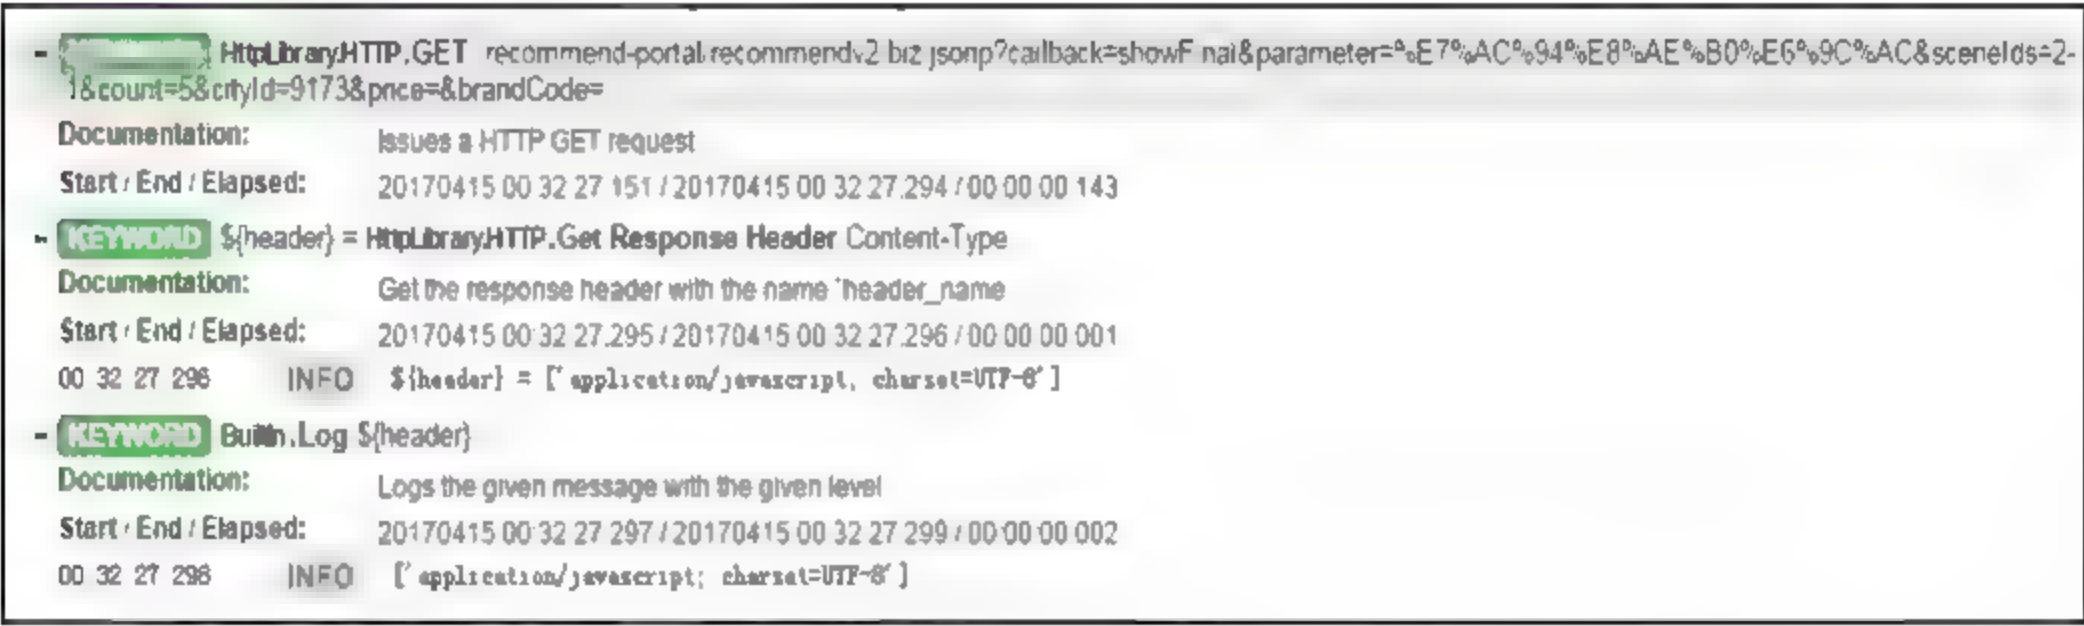 - HttpLibrary.HTTP.GET recommend-portal/recommendv2/biz.jsonp?callback=showFinal&parameter=%E7%AC%94%E8%AE%B0%E6%9C%AC&sceneIds=2-
1&count=5&cityId=9173&price=&brandCode=
Documentation: Issues a HTTP GET request
Start / End / Elapsed: 20170415 00:32:27.151 / 20170415 00:32:27.294 / 00:00:00.143
- KEYWORD ${header} = HttpLibrary.HTTP.Get Response Header Content-Type
Documentation: Get the response header with the name `header_name
Start / End / Elapsed: 20170415 00:32:27.295 / 20170415 00:32:27.296 / 00:00:00.001
00:32:27.296 INFO ${header} = ['application/javascript; charset=UTF-8']
- KEYWORD BuiltIn.Log ${header}
Documentation: Logs the given message with the given level
Start / End / Elapsed: 20170415 00:32:27.297 / 20170415 00:32:27.299 / 00:00:00.002
00:32:27.298 INFO ['application/javascript; charset=UTF-8']